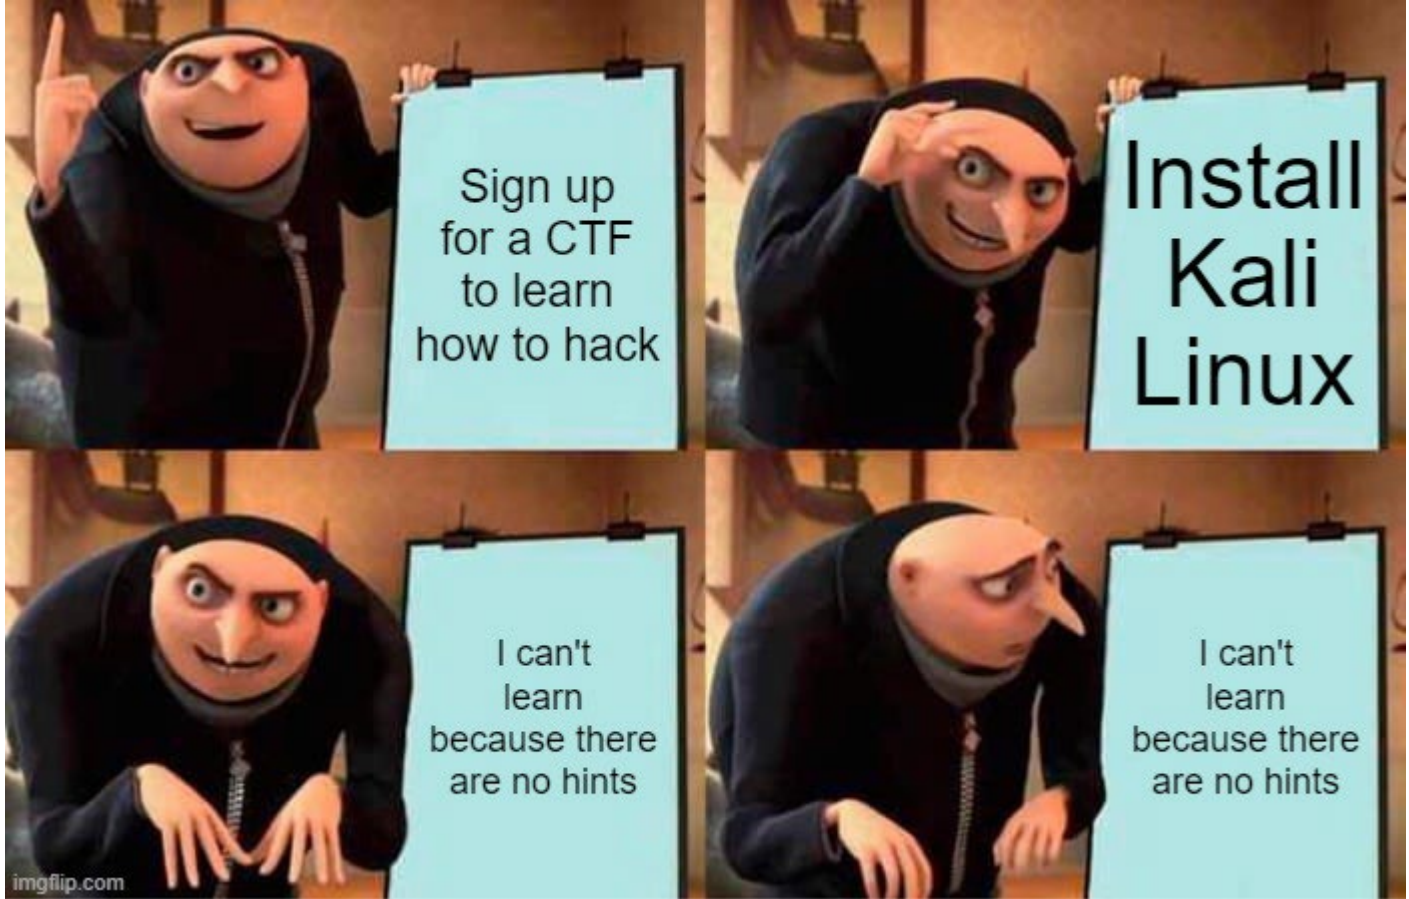 Sign up
for a CTF
to learn
how to hack
Install
Kali
Linux
I can't
learn
because there
are no hints
I can't
learn
because there
are no hints
imgflip.com